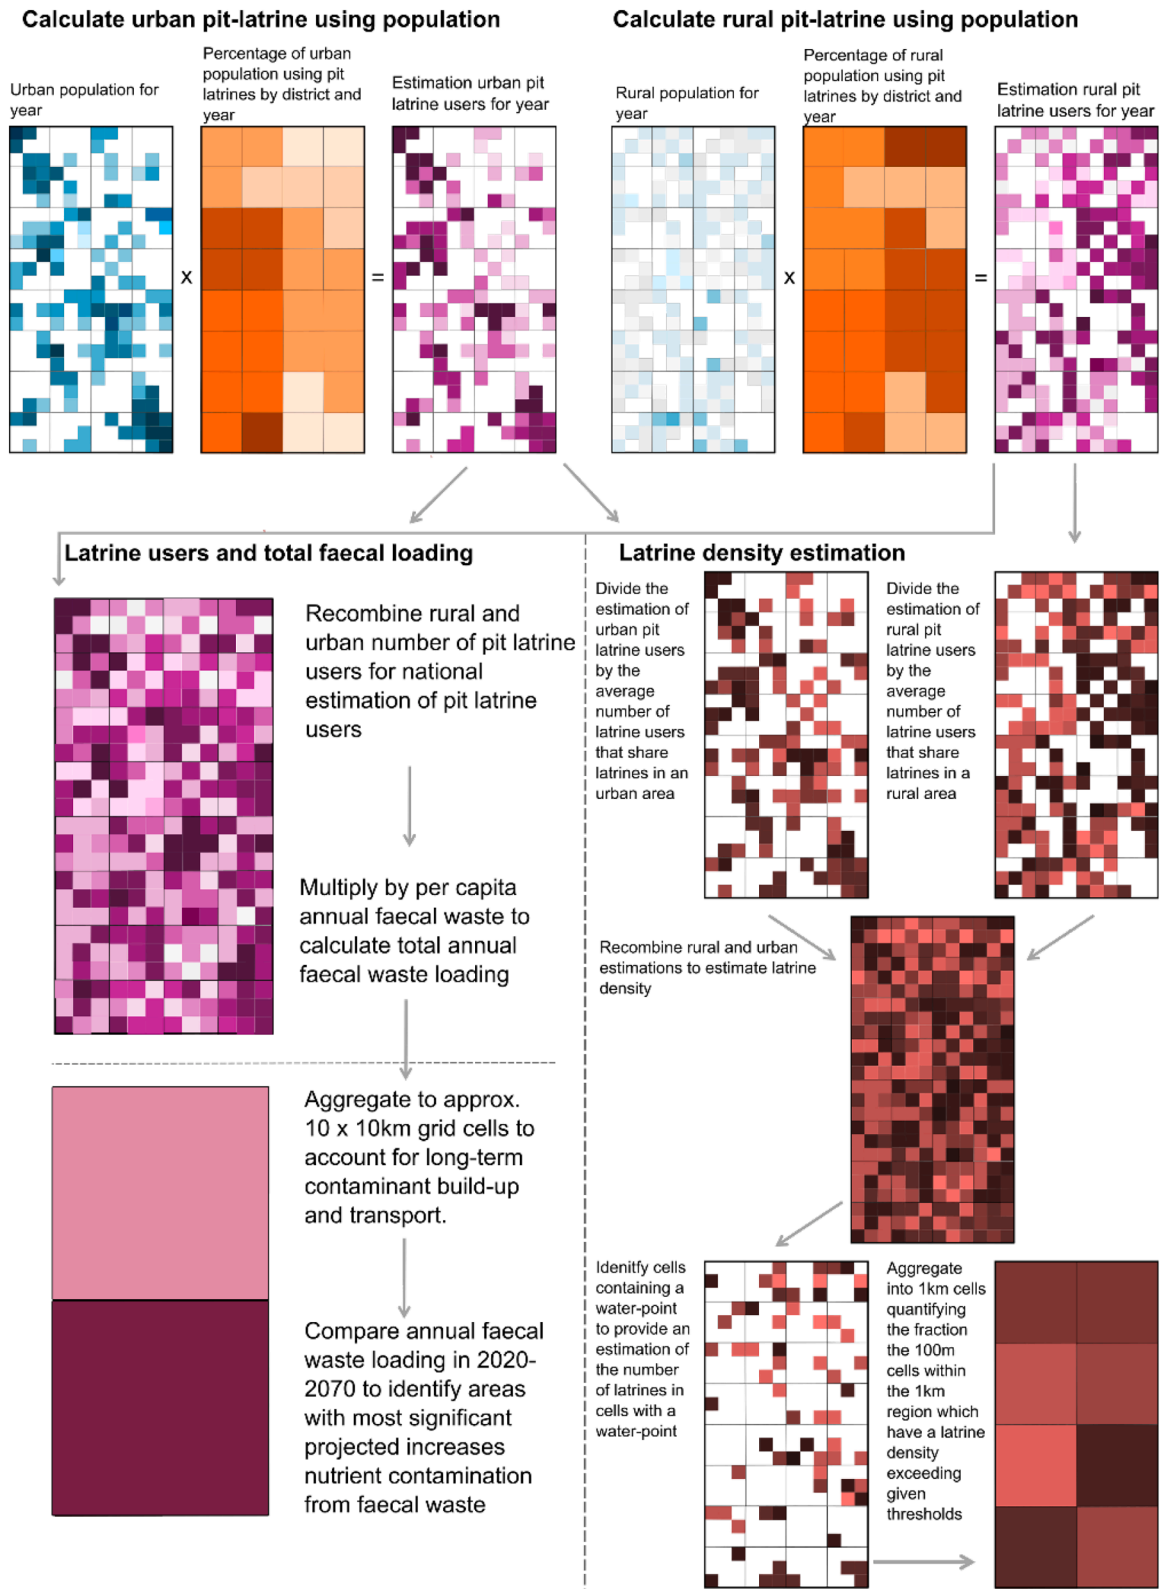 Calculate urban pit-latrine using population
Calculate rural pit-latrine using population
Urban population for
year
Percentage of urban
population using pit
latrines by district and
year
Estimation urban pit
latrine users for year
Rural population for
year
Percentage of rural
population using pit
latrines by district and
year
Estimation rural pit
latrine users for year
x
=
x
=
Latrine users and total faecal loading
Recombine rural and
urban number of pit latrine
users for national
estimation of pit latrine
users
Multiply by per capita
annual faecal waste to
calculate total annual
faecal waste loading
Aggregate to approx.
10 x 10km grid cells to
account for long-term
contaminant build-up
and transport.
Compare annual faecal
waste loading in 2020-
2070 to identify areas
with most significant
projected increases
nutrient contamination
from faecal waste
Latrine density estimation
Divide the
estimation of
urban pit
latrine users
by the
average
number of
latrine users
that share
latrines in an
urban area
Divide the
estimation of
rural pit
latrine users
by the
average
number of
latrine users
that share
latrines in a
rural area
Recombine rural and urban
estimations to estimate latrine
density
Idenitfy cells
containing a
water-point
to provide an
estimation of
the number
of latrines in
cells with a
water-point
Aggregate
into 1km cells
quantifying
the fraction
the 100m
cells within
the 1km
region which
have a latrine
density
exceeding
given
thresholds